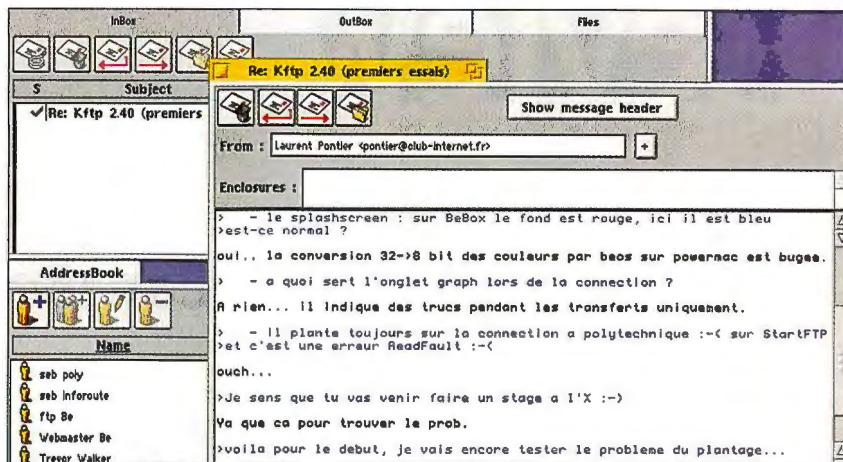 InBox
OutBox
Files
S Subject
✓Re: Kftp 2.40 (premiers
Re: Kftp 2.40 (premiers essais)
Show message header
From : Laurent Pontier <pontier@club-internet.fr>
+
Enclosures :
> - le splashscreen : sur BeBox le fond est rouge, ici il est bleu
>est-ce normal ?
oui.. la conversion 32->8 bit des couleurs par beos sur powermac est bugee.
> - a quoi sert l'onglet graph lors de la connection ?
A rien... il indique des trucs pendant les transferts uniquement.
> - il plante toujours sur la connection a polytechnique :-( sur StartFTP
>et c'est une erreur ReadFault :-(
ouch...
>Je sens que tu vas venir faire un stage a l'X :-)
Ya que ca pour trouver le prob.
>voila pour le debut, je vais encore tester le probleme du plantage...
AddressBook
Name
seb poly
seb inforoute
ftp Be
Webmaster Be
Trevor Walker